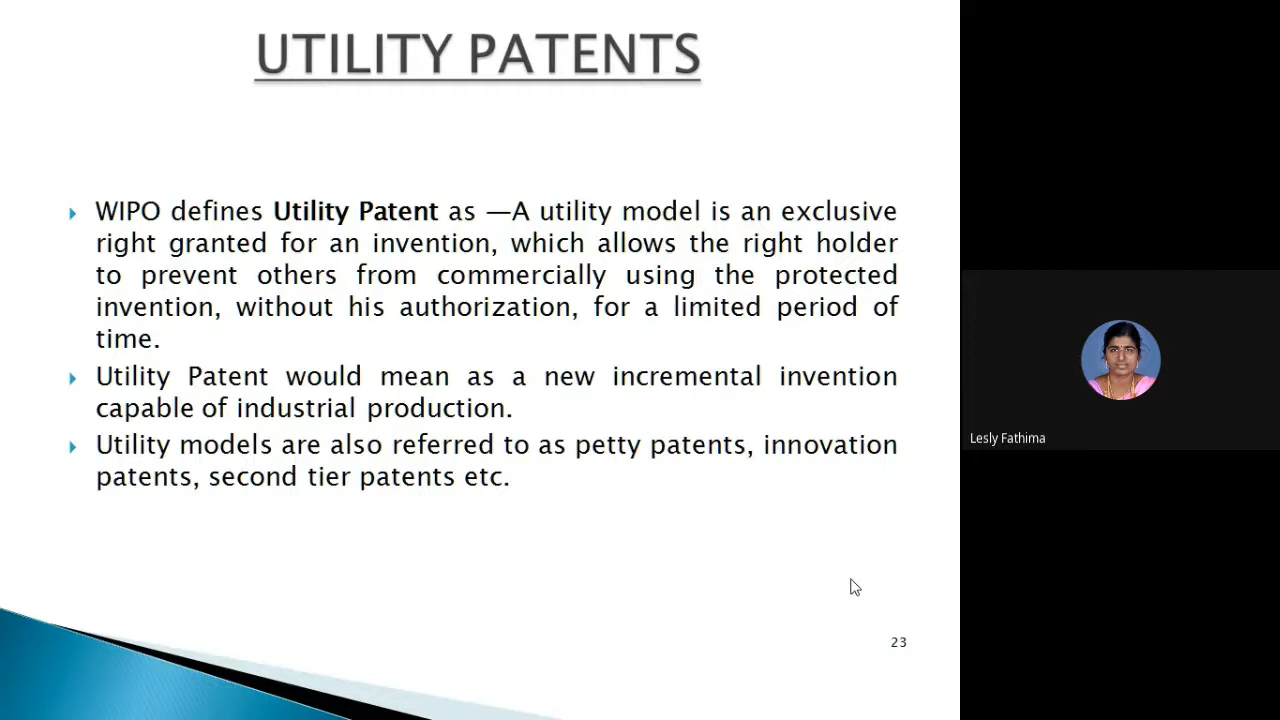 UTILITY PATENTS
WIPO defines Utility Patent as —A utility model is an exclusive
right granted for an invention, which allows the right holder
to prevent others from commercially using the protected
invention, without his authorization, for a limited period of
time.
Utility Patent would mean as a new incremental invention
capable of industrial production.
Utility models are also referred to as petty patents, innovation
patents, second tier patents etc.
23
Lesly Fathima